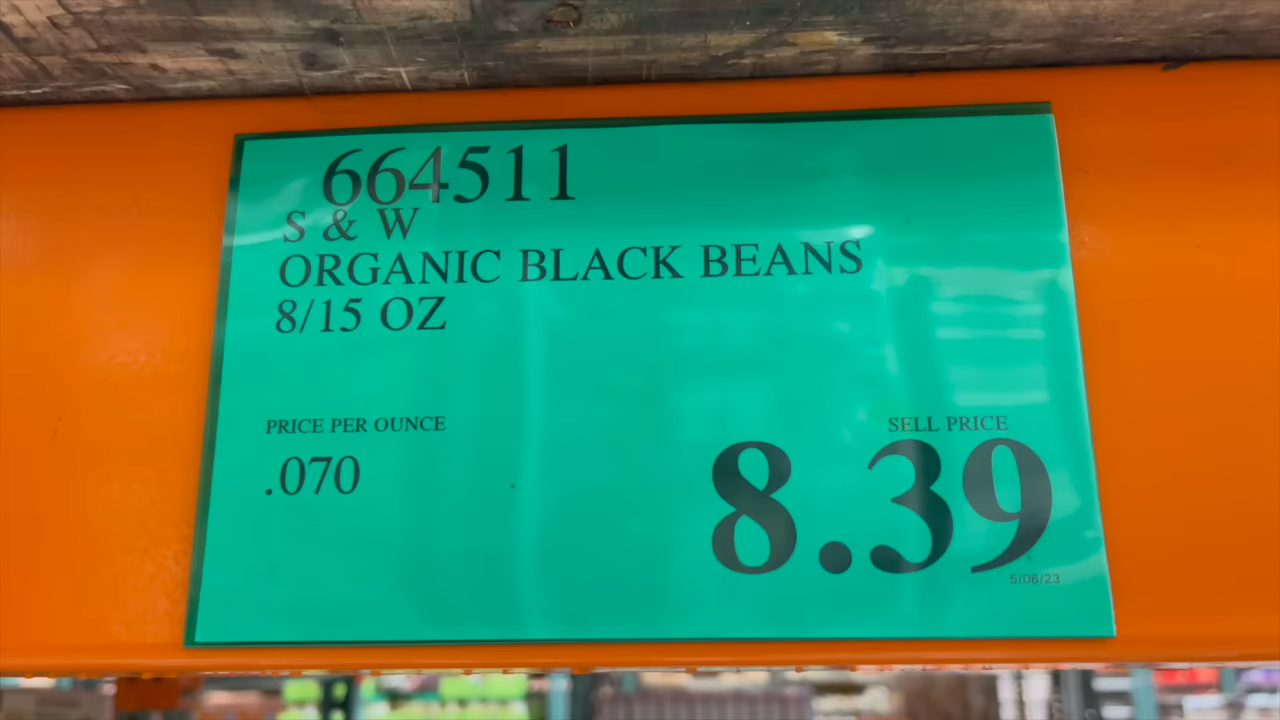 664511
S & W
ORGANIC BLACK BEANS
8/15 OZ
PRICE PER OUNCE
.070
SELL PRICE
8.39
5/06/23